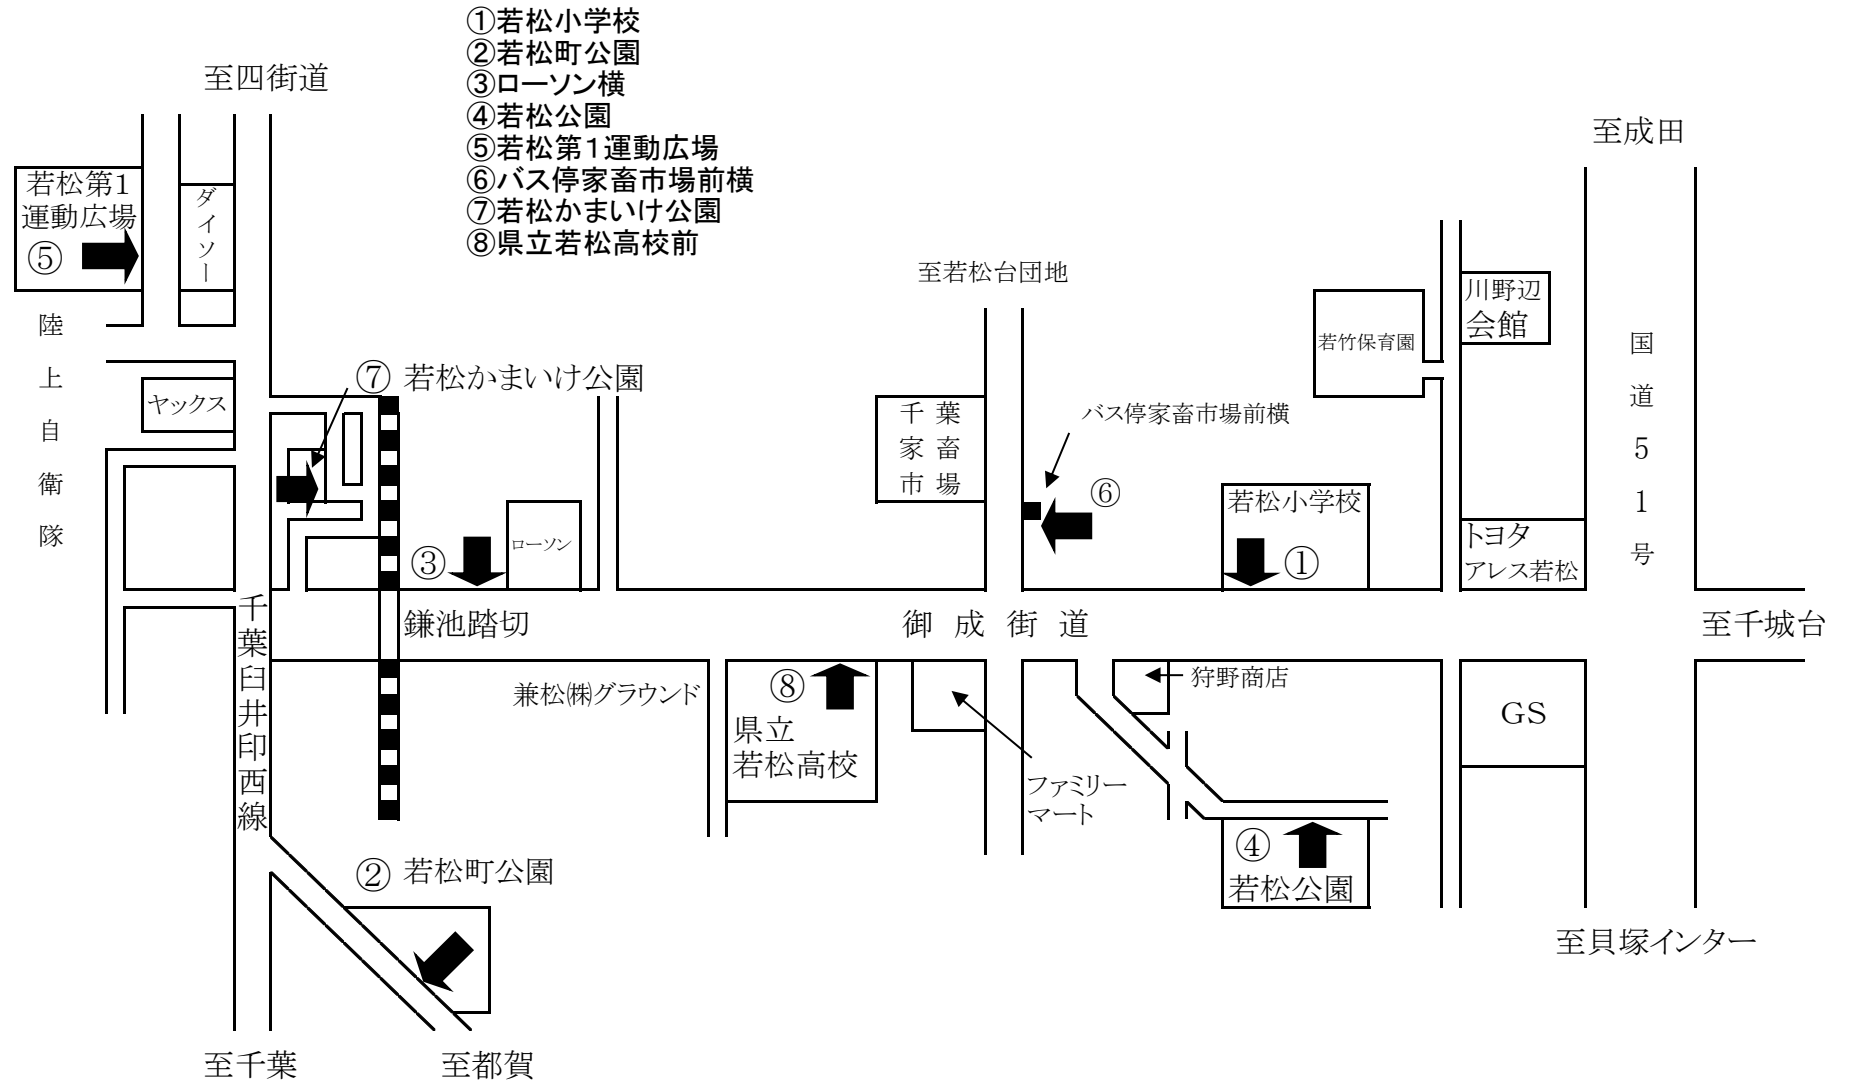 ①若松小学校
②若松町公園
③ローソン横
④若松公園
⑤若松第1運動広場
⑥バス停家畜市場前横
⑦若松かまいけ公園
⑧県立若松高校前
至四街道
至成田
若松第1
運動広場
⑤
ダイソー
陸上自衛隊
ヤックス
⑦ 若松かまいけ公園
至若松台団地
千葉
家畜
市場
バス停家畜市場前横
⑥
若竹保育園
川野辺
会館
国道51号
若松小学校
①
トヨタ
アレス若松
③
ローソン
千葉臼井印西線
鎌池踏切
御成街道
至千城台
兼松㈱グラウンド
⑧
県立
若松高校
狩野商店
ファミリー
マート
GS
④
若松公園
② 若松町公園
至貝塚インター
至千葉
至都賀